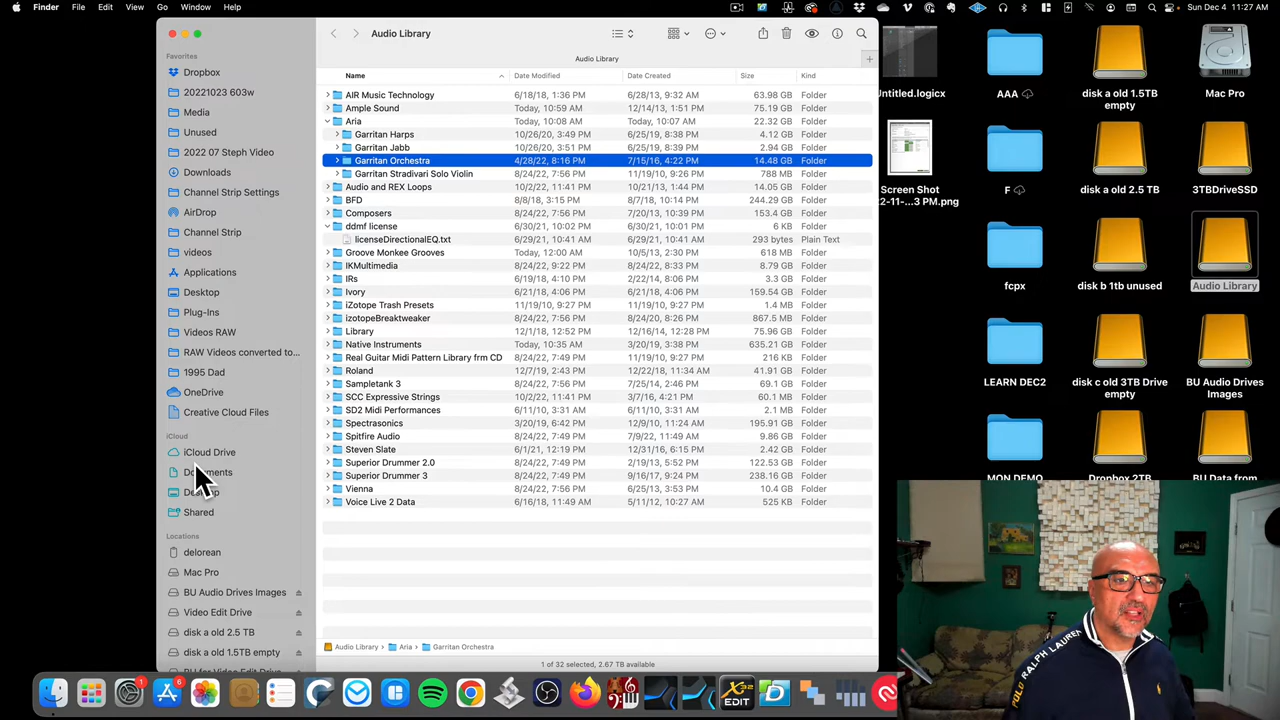 Finder File Edit View Go Window Help
Sun Dec 4 11:27 AM
Audio Library
Audio Library
Favorites
Dropbox
20221023 603w
Media
Unused
2022 07 Steph Video
Downloads
Channel Strip Settings
AirDrop
Channel Strip
videos
Applications
Desktop
Plug-Ins
Videos RAW
RAW Videos converted to...
1995 Dad
OneDrive
Creative Cloud Files
iCloud
iCloud Drive
Shared
Locations
delorean
Mac Pro
BU Audio Drives Images
Video Edit Drive
disk a old 2.5 TB
disk a old 1.5TB empty
BU for Video Edit Drive
Name Date Modified Date Created Size Kind
AIR Music Technology 6/18/18, 1:36 PM 6/28/13, 9:32 AM 63.98 GB Folder
Ample Sound Today, 10:59 AM 12/14/13, 1:51 PM 75.19 GB Folder
Aria Today, 10:08 AM Today, 10:07 AM 22.32 GB Folder
Garritan Harps 10/26/20, 3:49 PM 6/25/19, 8:38 PM 4.12 GB Folder
Garritan Jabb 10/26/20, 3:51 PM 6/25/19, 8:39 PM 2.94 GB Folder
Garritan Orchestra 4/28/22, 8:16 PM 7/15/16, 4:22 PM 14.48 GB Folder
Garritan Stradivari Solo Violin 8/24/22, 7:56 PM 11/19/10, 9:26 PM 788 MB Folder
Audio and REX Loops 10/2/22, 11:41 PM 10/21/13, 1:44 PM 14.05 GB Folder
BFD 8/8/18, 3:15 PM 8/7/18, 10:14 PM 244.29 GB Folder
Composers 8/24/22, 7:56 PM 7/20/13, 10:39 PM 153.4 GB Folder
ddmf license 6/30/21, 10:02 PM 6/30/21, 10:01 PM 6 KB Folder
licenseDirectionalEQ.txt 6/29/21, 10:41 AM 6/29/21, 10:41 AM 293 bytes Plain Text
Groove Monkee Grooves Today, 12:00 AM 10/5/13, 2:30 PM 618 MB Folder
IKMultimedia 8/24/22, 9:22 PM 11/19/10, 9:27 PM 8.79 GB Folder
IRs 6/19/18, 4:10 PM 6/22/14, 8:28 PM 3.3 GB Folder
Ivory 6/21/18, 4:06 PM 6/21/18, 4:06 PM 159.54 GB Folder
iZotope Trash Presets 11/19/10, 9:27 PM 11/19/10, 9:27 PM 1.4 MB Folder
izotopeBreaktweaker 8/24/22, 7:56 PM 8/24/20, 8:26 PM 867.5 MB Folder
Library 12/1/18, 12:52 PM 12/16/14, 12:28 PM 75.96 GB Folder
Native Instruments Today, 10:35 AM 3/20/19, 3:38 PM 635.21 GB Folder
Real Guitar Midi Pattern Library frm CD 8/24/22, 7:49 PM 11/19/10, 9:27 PM 216 KB Folder
Roland 12/7/19, 2:43 PM 12/22/18, 11:34 AM 41.91 GB Folder
Sampletank 3 8/24/22, 7:49 PM 7/25/14, 2:46 PM 69.1 GB Folder
SCC Expressive Strings 10/2/22, 11:41 PM 3/7/16, 4:21 PM 60.1 MB Folder
SD2 Midi Performances 6/11/10, 3:31 AM 6/11/10, 3:31 AM 2.1 MB Folder
Spectrasonics 3/20/19, 6:42 PM 12/9/10, 11:24 AM 195.91 GB Folder
Spitfire Audio 8/24/22, 7:56 PM 7/9/22, 11:49 AM 9.86 GB Folder
Steven Slate 6/1/21, 12:19 PM 12/31/16, 6:15 PM 2.42 GB Folder
Superior Drummer 2.0 8/24/22, 7:49 PM 2/19/13, 5:52 PM 122.53 GB Folder
Superior Drummer 3 8/24/22, 7:56 PM 9/16/17, 9:24 PM 238.16 GB Folder
Vienna 8/24/22, 7:56 PM 6/25/13, 3:53 PM 10.4 GB Folder
Voice Live 2 Data 6/16/18, 11:49 AM 5/11/12, 10:27 AM 525 KB Folder
Audio Library Aria Garritan Orchestra
1 of 32 selected, 2.67 TB available
Untitled.logicx
AAA
disk a old 1.5TB
empty
Mac Pro
Screen Shot
2-11-...3 PM.png
F
disk a old 2.5 TB
3TBDriveSSD
fcpx
disk b 1tb unused
Audio Library
LEARN DEC2
disk c old 3TB Drive
empty
BU Audio Drives
Images
MON DEMO
Dropbox 2TB
BU Data from
1
6
EDIT
POLO RALPH LAUREN